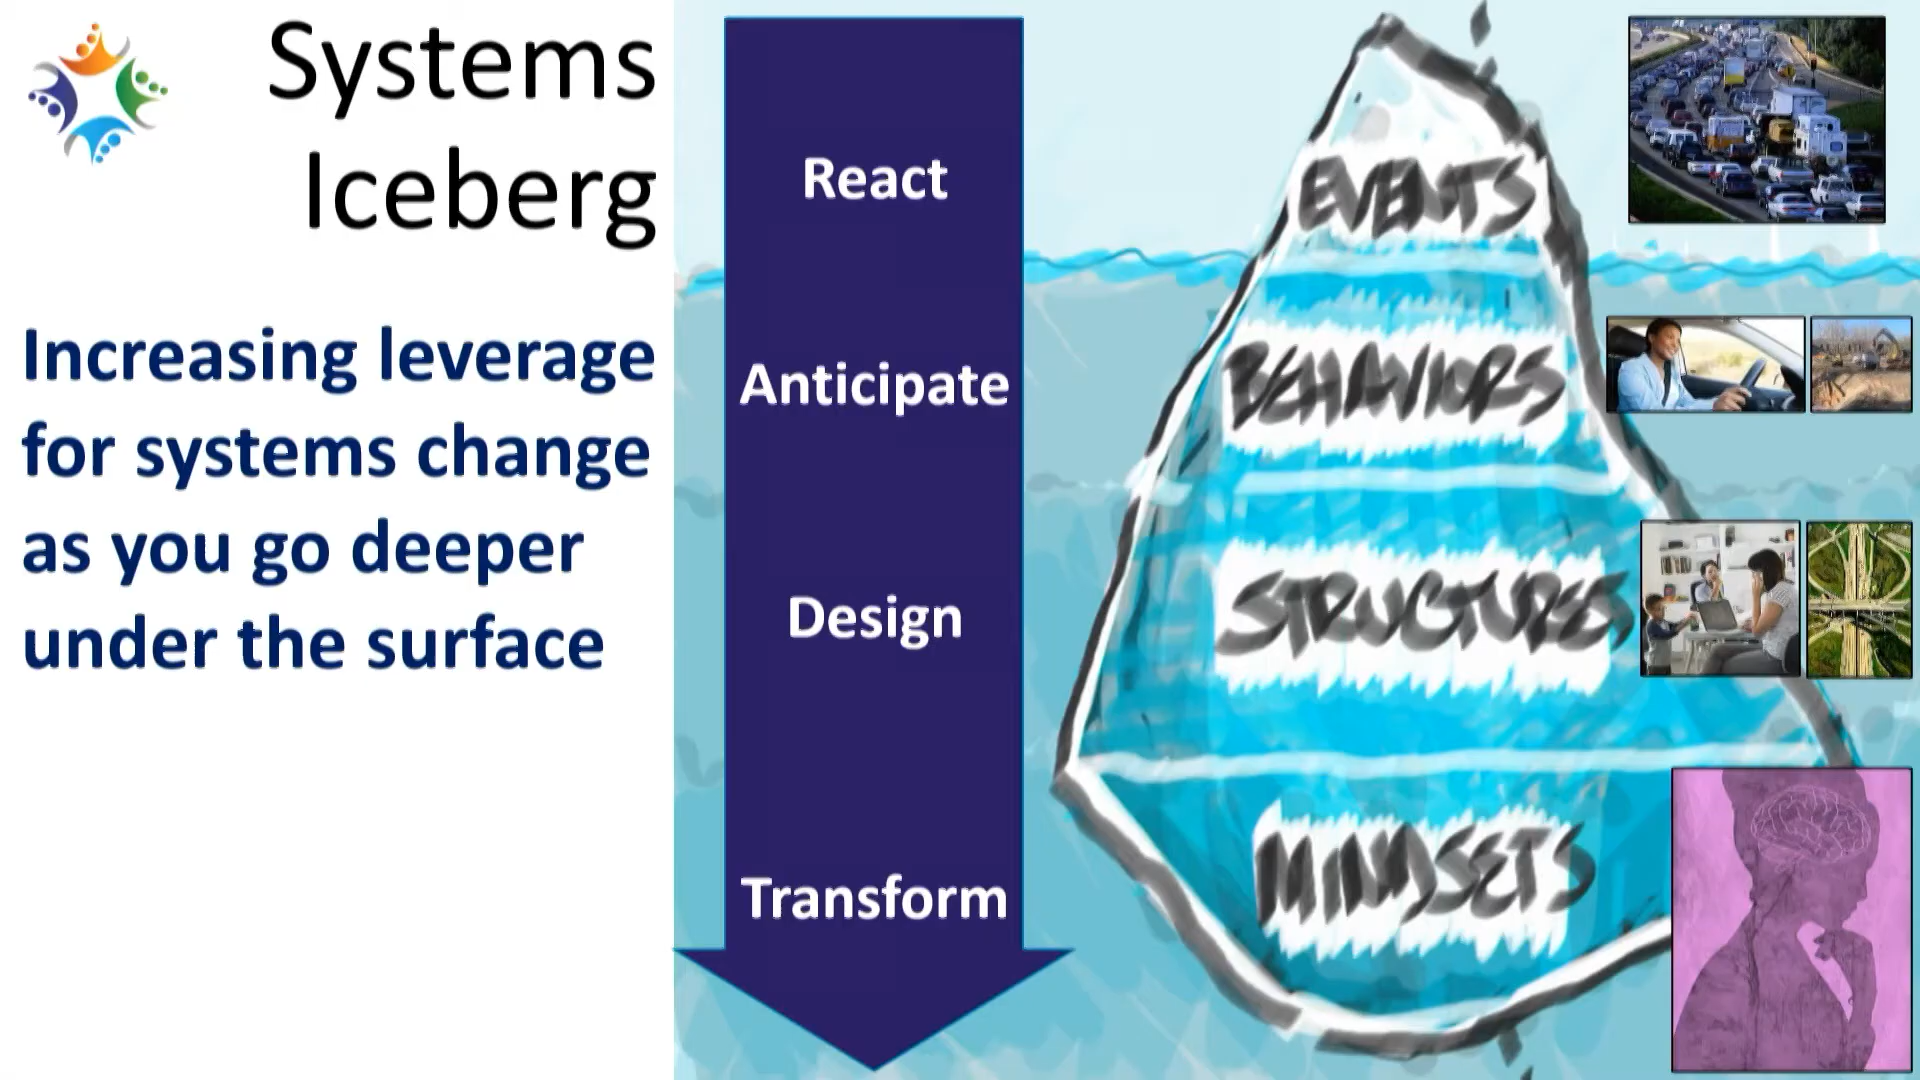 Systems
Iceberg
Increasing leverage
for systems change
as you go deeper
under the surface
React
Anticipate
Design
Transform
EVENTS
BEHAVIORS
STRUCTURES
MINDSETS